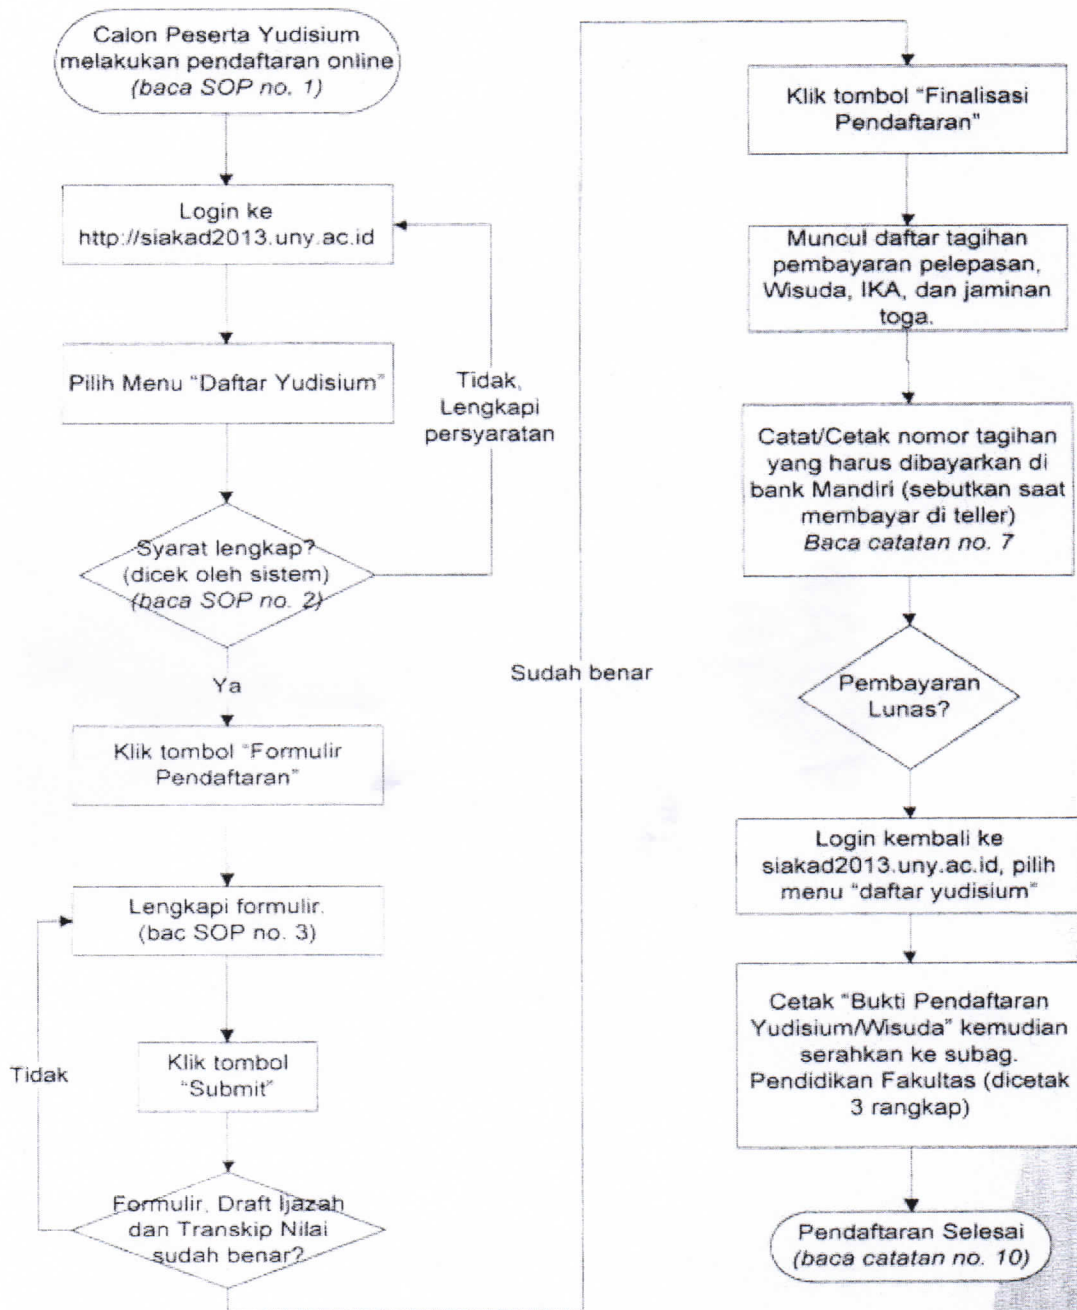 Calon Peserta Yudisium
melakukan pendaftaran online
(baca SOP no. 1)
Login ke
http://siakad2013.uny.ac.id
Pilih Menu "Daftar Yudisium"
Tidak,
Lengkapi
persyaratan
Syarat lengkap?
(dicek oleh sistem)
(baca SOP no. 2)
Ya
Klik tombol "Formulir
Pendaftaran"
Lengkapi formulir.
(bac SOP no. 3)
Klik tombol
"Submit"
Tidak
Formulir, Draft Ijazah
dan Transkip Nilai
sudah benar?
Sudah benar
Klik tombol "Finalisasi
Pendaftaran"
Muncul daftar tagihan
pembayaran pelepasan,
Wisuda, IKA, dan jaminan
toga.
Catat/Cetak nomor tagihan
yang harus dibayarkan di
bank Mandiri (sebutkan saat
membayar di teller)
Baca catatan no. 7
Pembayaran
Lunas?
Login kembali ke
siakad2013.uny.ac.id, pilih
menu "daftar yudisium"
Cetak "Bukti Pendaftaran
Yudisium/Wisuda" kemudian
serahkan ke subag.
Pendidikan Fakultas (dicetak
3 rangkap)
Pendaftaran Selesai
(baca catatan no. 10)